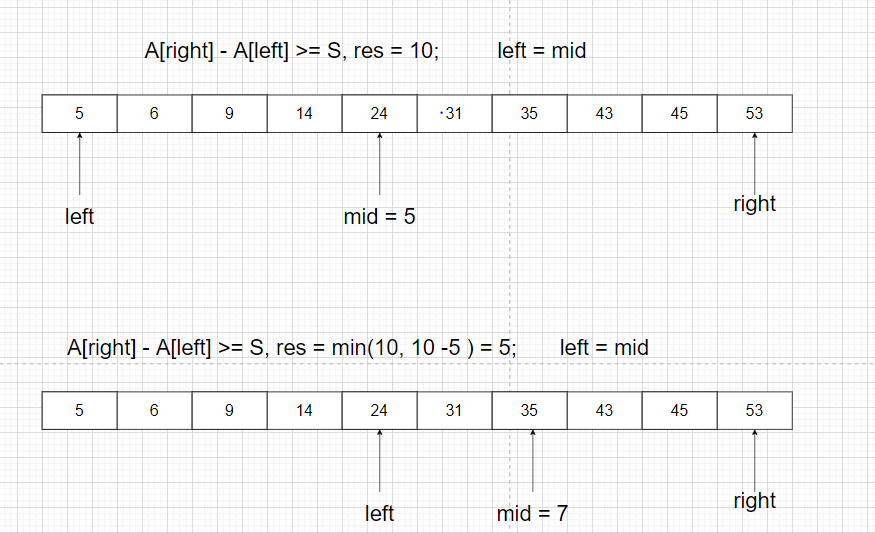 A[right] - A[left] >= S, res = 10; left = mid
5 6 9 14 24 31 35 43 45 53
left mid = 5 right
A[right] - A[left] >= S, res = min(10, 10 -5 ) = 5; left = mid
5 6 9 14 24 31 35 43 45 53
left mid = 7 right